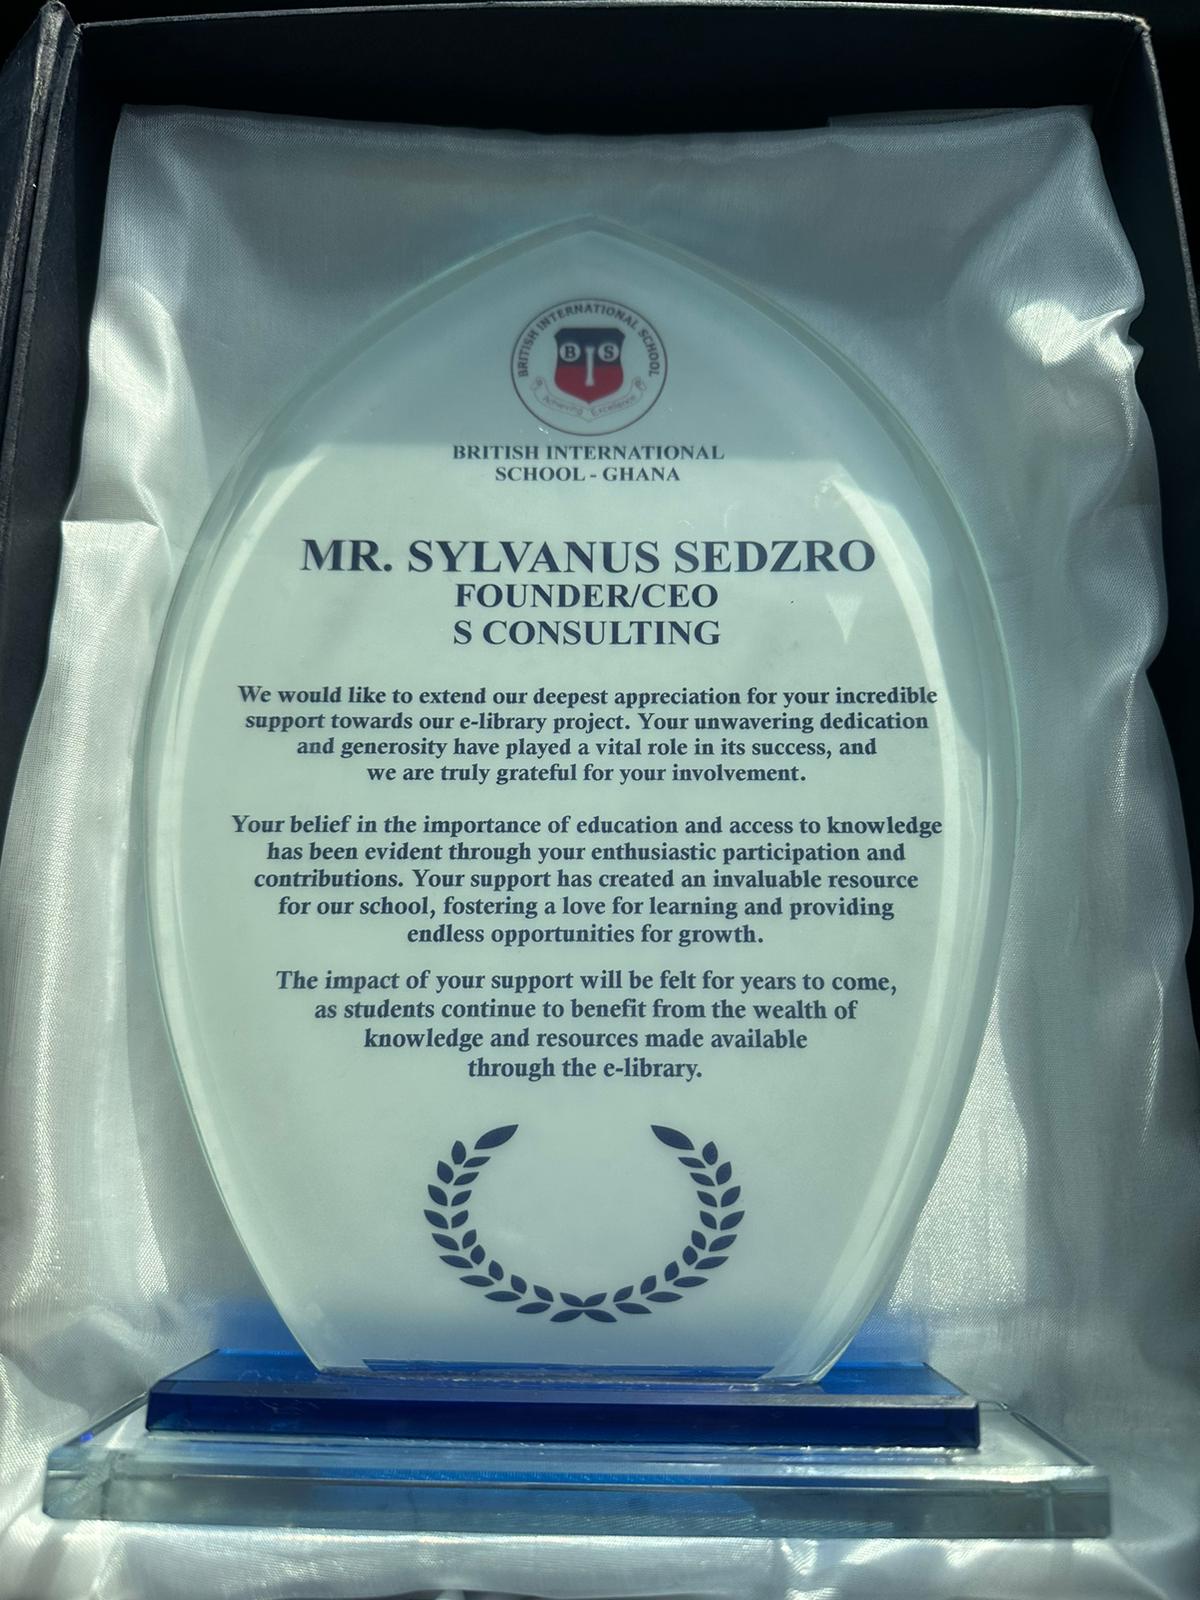 BRITISH INTERNATIONAL SCHOOL
B I S
Achieving Excellence
BRITISH INTERNATIONAL
SCHOOL - GHANA
MR. SYLVANUS SEDZRO
FOUNDER/CEO
S CONSULTING
We would like to extend our deepest appreciation for your incredible
support towards our e-library project. Your unwavering dedication
and generosity have played a vital role in its success, and
we are truly grateful for your involvement.
Your belief in the importance of education and access to knowledge
has been evident through your enthusiastic participation and
contributions. Your support has created an invaluable resource
for our school, fostering a love for learning and providing
endless opportunities for growth.
The impact of your support will be felt for years to come,
as students continue to benefit from the wealth of
knowledge and resources made available
through the e-library.